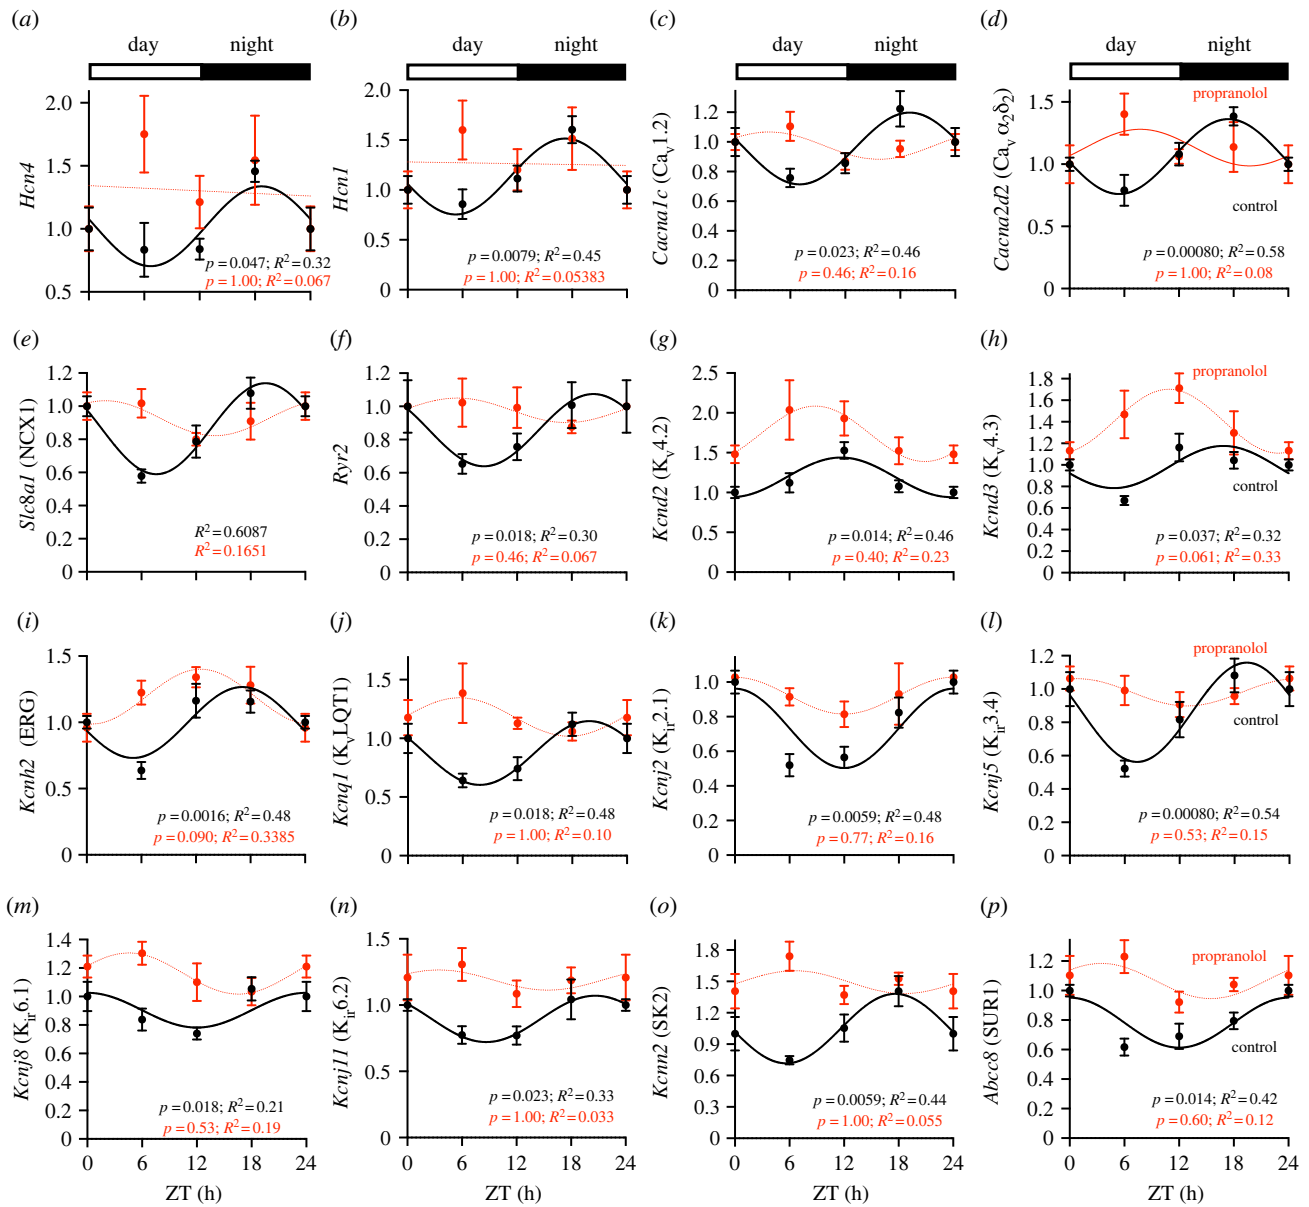 (a) (b) (c) (d)
day night day night day night day night
2.0 2.0 1.2 1.5 propranolol
1.5 1.5 1.0 1.0
1.0 1.0 0.8 0.5
0.5 0.5 0.6 0
0 0.4
0.2
0
Hcn4
p = 0.047; R² = 0.32
p = 1.00; R² = 0.067
Hcn1
p = 0.0079; R² = 0.45
p = 1.00; R² = 0.05383
Cacna1c (Cav1.2)
p = 0.023; R² = 0.46
p = 0.46; R² = 0.16
Cacna2d2 (Cav α2δ2)
control
p = 0.00080; R² = 0.58
p = 1.00; R² = 0.08
(e) (f) (g) (h)
1.2 1.2 2.5 1.8 propranolol
1.0 1.0 2.0 1.6
0.8 0.8 1.5 1.4
0.6 0.6 1.0 1.2
0.4 0.4 0.5 1.0
0.2 0.2 0 1.8
0 0 1.6
1.4
1.2
0
Slc8a1 (NCX1)
R² = 0.6087
R² = 0.1651
Ryr2
p = 0.018; R² = 0.30
p = 0.46; R² = 0.067
Kcnd2 (Kv4.2)
p = 0.014; R² = 0.46
p = 0.40; R² = 0.23
Kcnd3 (Kv4.3)
control
p = 0.037; R² = 0.32
p = 0.061; R² = 0.33
(i) (j) (k) (l)
1.5 1.5 1.0 1.2 propranolol
1.0 1.0 0.8 1.0
0.5 0.5 0.6 0.8
0 0 0.4 0.6
0.2 0.4
0 0.2
0
Kcnh2 (ERG)
p = 0.0016; R² = 0.48
p = 0.090; R² = 0.3385
Kcnq1 (KvLQT1)
p = 0.018; R² = 0.48
p = 1.00; R² = 0.10
Kcnj2 (Kir2.1)
p = 0.0059; R² = 0.48
p = 0.77; R² = 0.16
Kcnj5 (Kir3.4)
control
p = 0.00080; R² = 0.54
p = 0.53; R² = 0.15
(m) (n) (o) (p)
1.4 1.5 1.8 1.2 propranolol
1.2 1.0 1.5 1.0
1.0 0.5 1.2 0.8
0.8 0 0.9 0.6
0.6 0.6 0.4
0.4 0.3 0.2
0.2 0 0
0
Kcnj8 (Kir6.1)
p = 0.018; R² = 0.21
p = 0.53; R² = 0.19
Kcnj11 (Kir6.2)
p = 0.023; R² = 0.33
p = 1.00; R² = 0.033
Kcnn2 (SK2)
p = 0.0059; R² = 0.44
p = 1.00; R² = 0.055
Abcc8 (SUR1)
control
p = 0.014; R² = 0.42
p = 0.60; R² = 0.12
0 6 12 18 24 0 6 12 18 24 0 6 12 18 24 0 6 12 18 24
ZT (h) ZT (h) ZT (h) ZT (h)